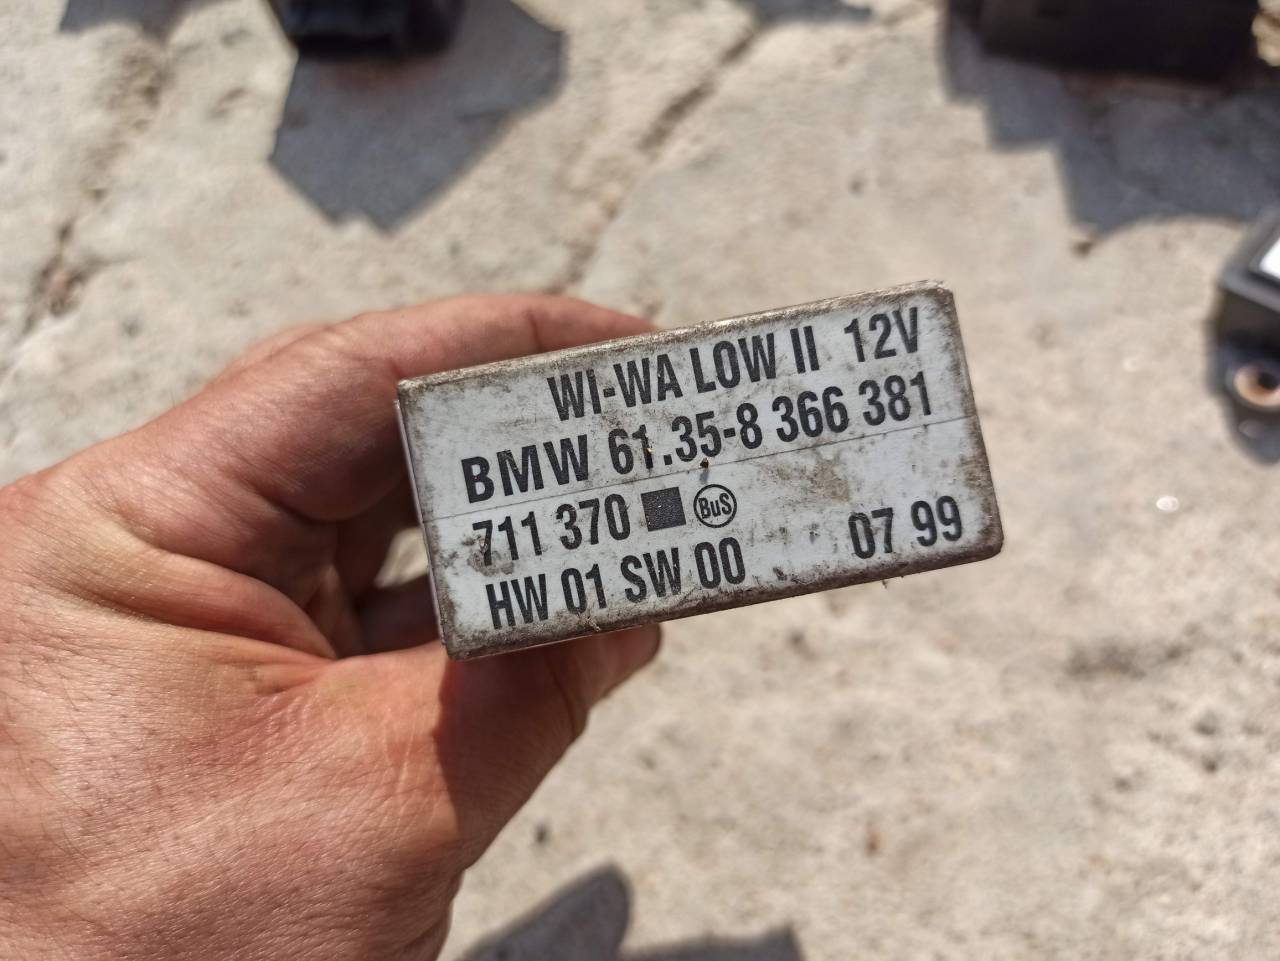 WI-WA LOW II 12V
BMW 61.35-8 366 381
711 370 BuS
HW 01 SW 00 07 99